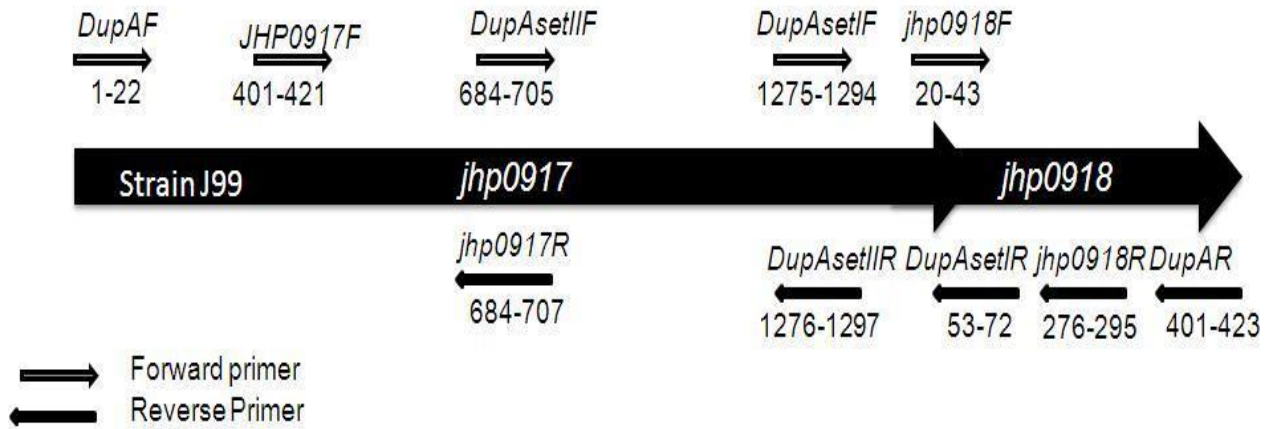 DupAF JHP0917F DupAsetIIF DupAsetIF jhp0918F
1-22 401-421 684-705 1275-1294 20-43
Strain J99 jhp0917 jhp0918
jhp0917R DupAsetIIR DupAsetIR jhp0918R DupAR
684-707 1276-1297 53-72 276-295 401-423
Forward primer
Reverse Primer